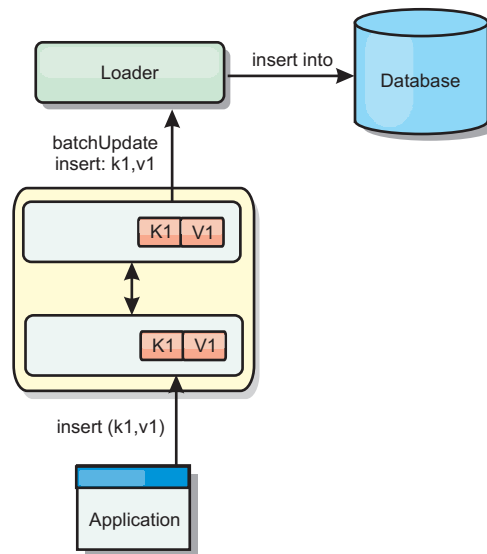 Loader
insert into
Database
batchUpdate
insert: k1,v1
K1 V1
K1 V1
insert (k1,v1)
Application